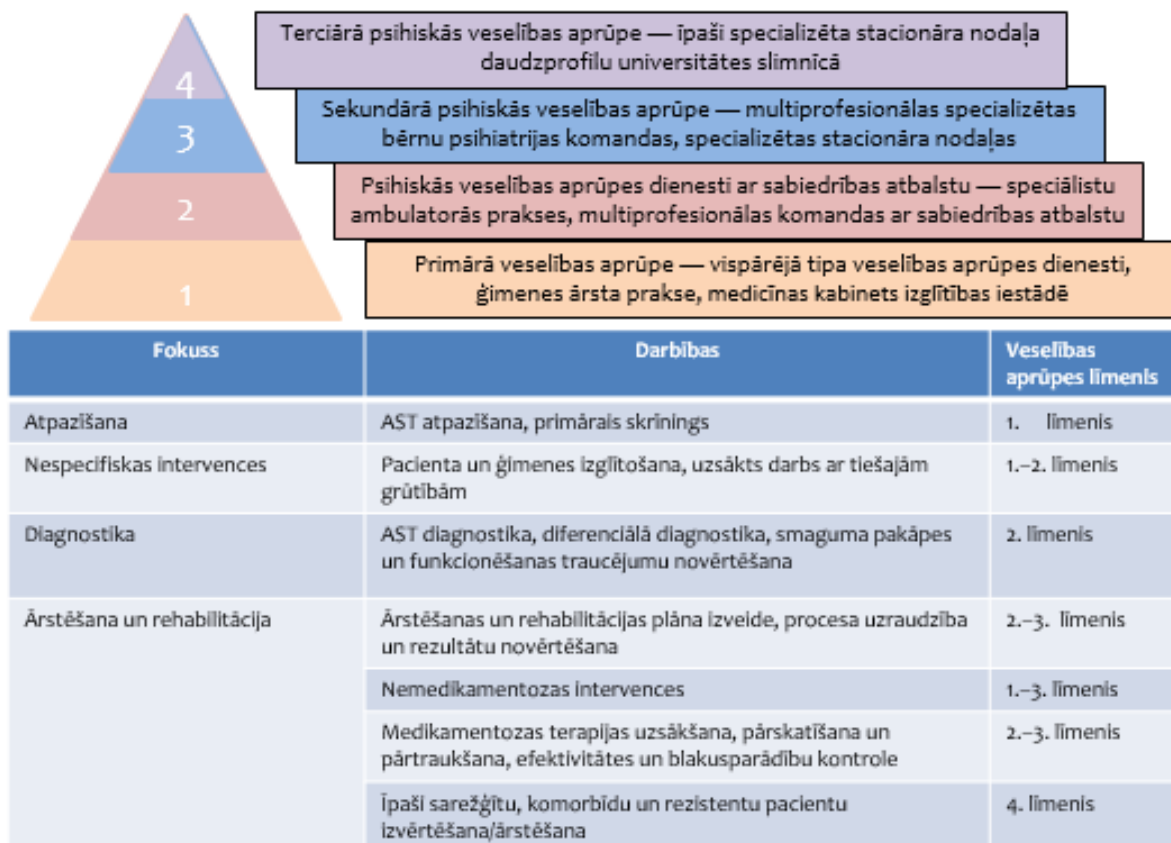 4
Terciārā psihiskās veselības aprūpe — īpaši specializēta stacionāra nodaļa
daudzprofilu universitātes slimnīcā
3
Sekundārā psihiskās veselības aprūpe — multiprofesionālas specializētas
bērnu psihiatrijas komandas, specializētas stacionāra nodaļas
2
Psihiskās veselības aprūpes dienesti ar sabiedrības atbalstu — speciālistu
ambulatorās prakses, multiprofesionālas komandas ar sabiedrības atbalstu
1
Primārā veselības aprūpe — vispārējā tipa veselības aprūpes dienesti,
ģimenes ārsta prakse, medicīnas kabinets izglītības iestādē
Fokuss
Darbības
Veselības
aprūpes līmenis
Atpazīšana
AST atpazīšana, primārais skrīnings
1. līmenis
Nespecifiskas intervences
Pacienta un ģimenes izglītošana, uzsākts darbs ar tiešajām
grūtībām
1.–2. līmenis
Diagnostika
AST diagnostika, diferenciālā diagnostika, smaguma pakāpes
un funkcionēšanas traucējumu novērtēšana
2. līmenis
Ārstēšana un rehabilitācija
Ārstēšanas un rehabilitācijas plāna izveide, procesa uzraudzība
un rezultātu novērtēšana
2.–3. līmenis
Nemedikamentozas intervences
1.–3. līmenis
Medikamentozas terapijas uzsākšana, pārskatīšana un
pārtraukšana, efektivitātes un blakusparādību kontrole
2.–3. līmenis
Īpaši sarežģītu, komorbīdu un rezistentu pacientu
izvērtēšana/ārstēšana
4. līmenis